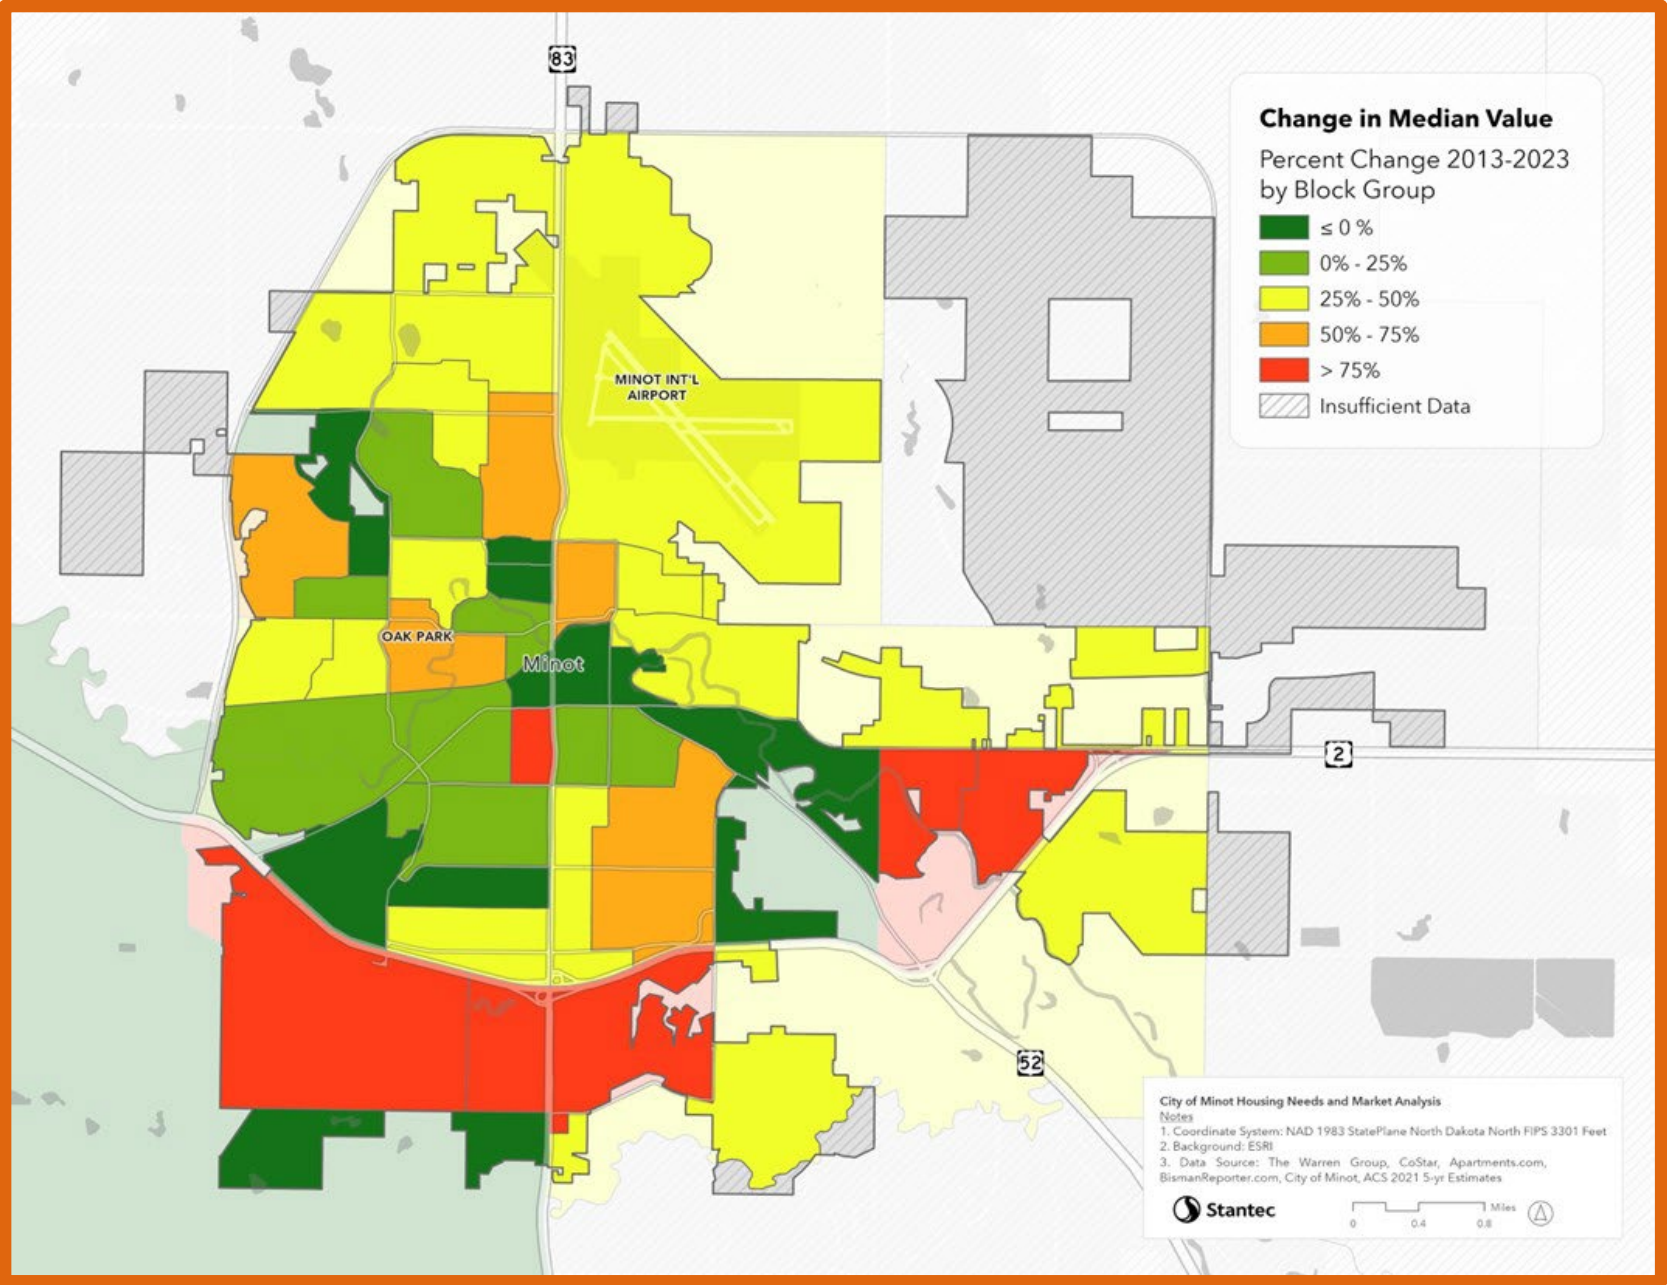 83
Change in Median Value
Percent Change 2013-2023
by Block Group
≤ 0 %
0% - 25%
25% - 50%
50% - 75%
> 75%
Insufficient Data
MINOT INT'L
AIRPORT
OAK PARK
Minot
2
52
City of Minot Housing Needs and Market Analysis
Notes
1. Coordinate System: NAD 1983 StatePlane North Dakota North FIPS 3301 Feet
2. Background: ESRI
3. Data Source: The Warren Group, CoStar, Apartments.com,
BismanReporter.com, City of Minot, ACS 2021 5-yr Estimates
Stantec
Miles
0 0.4 0.8